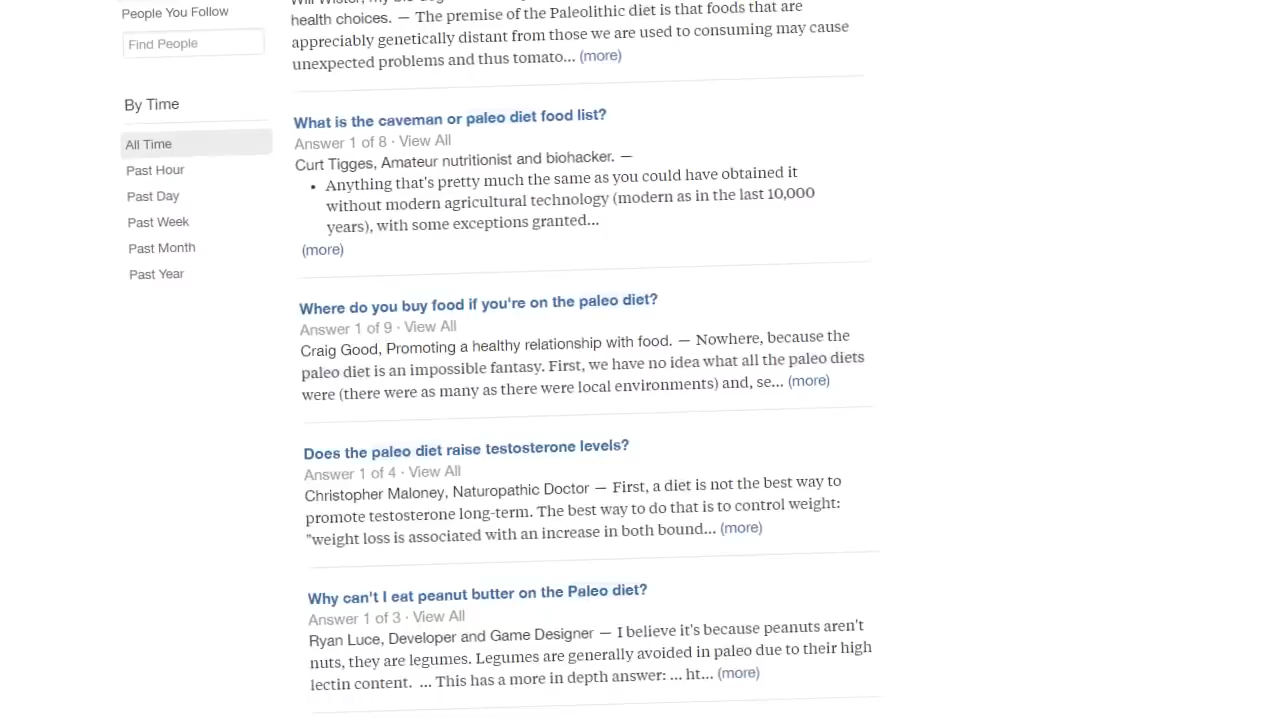 People You Follow
Find People
By Time
All Time
Past Hour
Past Day
Past Week
Past Month
Past Year
health choices. — The premise of the Paleolithic diet is that foods that are
appreciably genetically distant from those we are used to consuming may cause
unexpected problems and thus tomato... (more)
What is the caveman or paleo diet food list?
Answer 1 of 8 · View All
Curt Tigges, Amateur nutritionist and biohacker. —
• Anything that's pretty much the same as you could have obtained it
without modern agricultural technology (modern as in the last 10,000
years), with some exceptions granted...
(more)
Where do you buy food if you're on the paleo diet?
Answer 1 of 9 · View All
Craig Good, Promoting a healthy relationship with food. — Nowhere, because the
paleo diet is an impossible fantasy. First, we have no idea what all the paleo diets
were (there were as many as there were local environments) and, se... (more)
Does the paleo diet raise testosterone levels?
Answer 1 of 4 · View All
Christopher Maloney, Naturopathic Doctor — First, a diet is not the best way to
promote testosterone long-term. The best way to do that is to control weight:
"weight loss is associated with an increase in both bound... (more)
Why can't I eat peanut butter on the Paleo diet?
Answer 1 of 3 · View All
Ryan Luce, Developer and Game Designer — I believe it's because peanuts aren't
nuts, they are legumes. Legumes are generally avoided in paleo due to their high
lectin content. ... This has a more in depth answer: ... ht... (more)